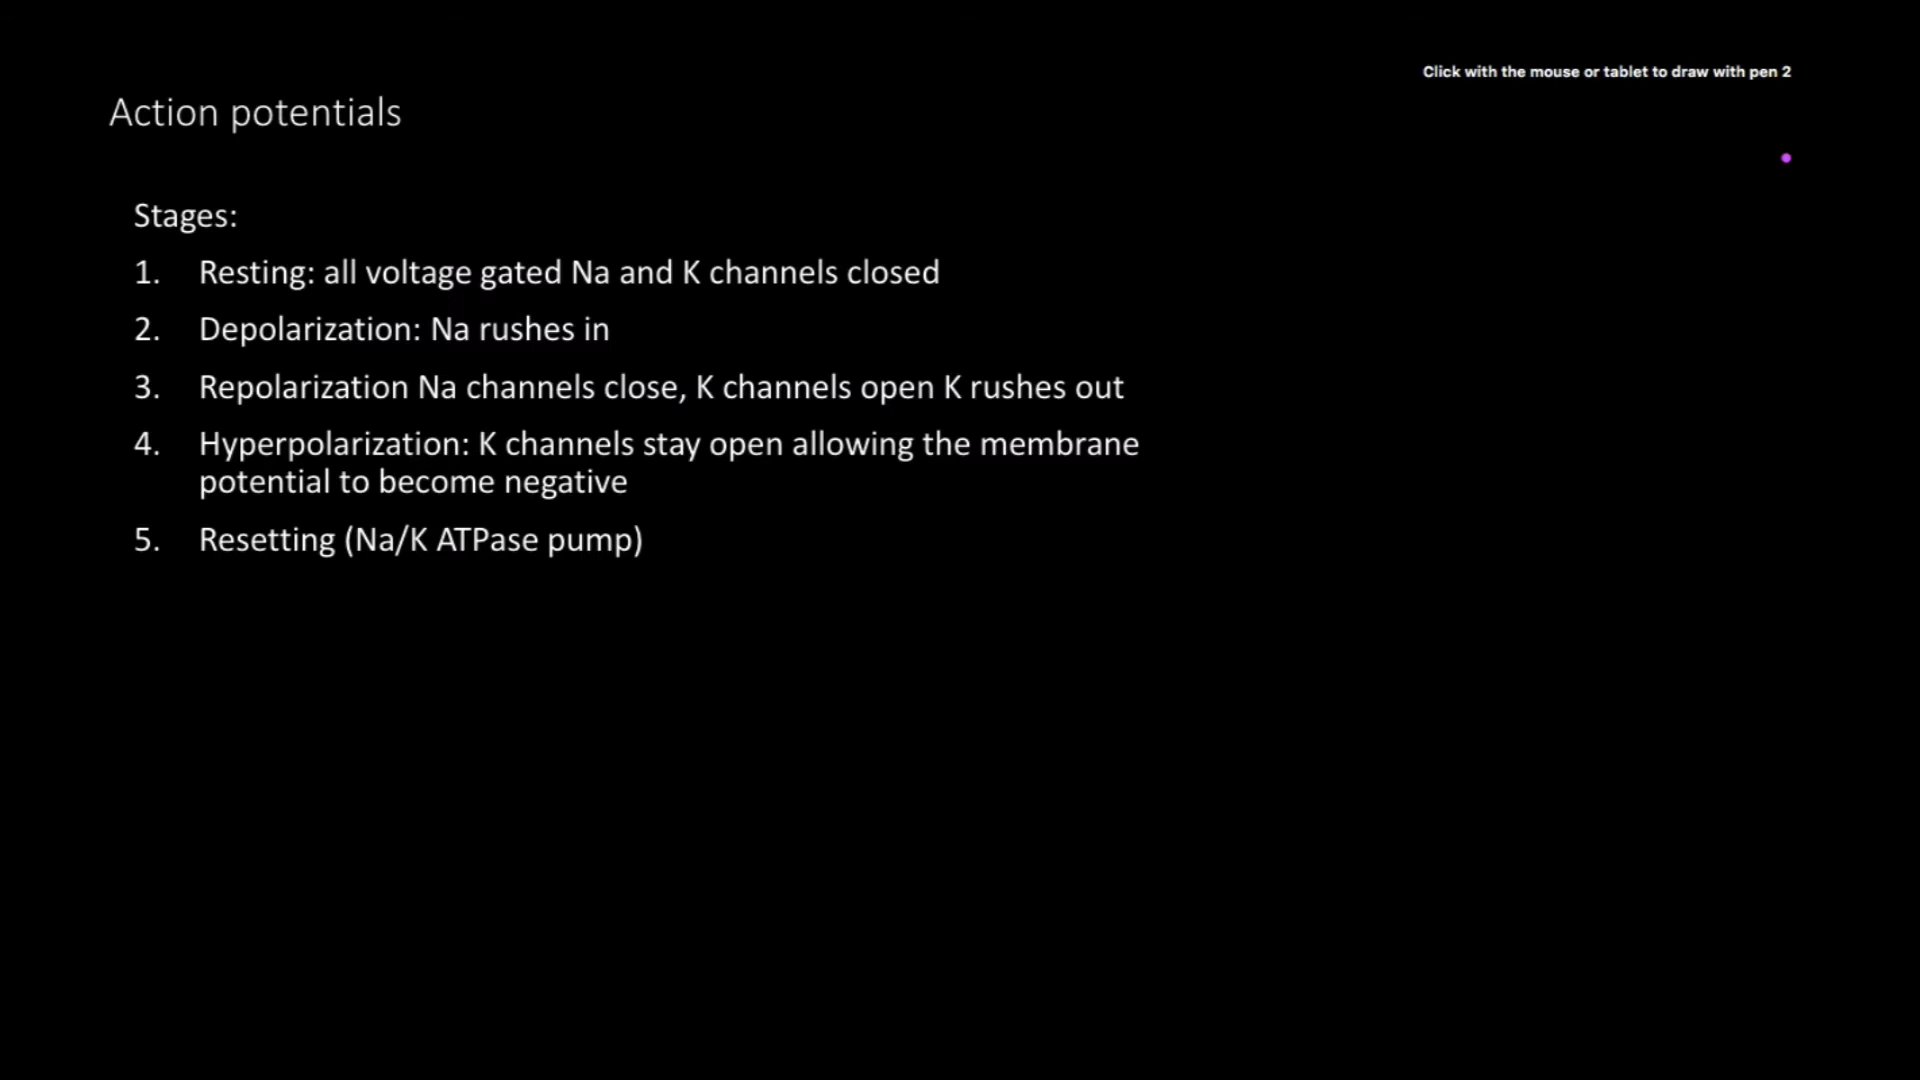 Click with the mouse or tablet to draw with pen 2
Action potentials
Stages:
1. Resting: all voltage gated Na and K channels closed
2. Depolarization: Na rushes in
3. Repolarization Na channels close, K channels open K rushes out
4. Hyperpolarization: K channels stay open allowing the membrane
potential to become negative
5. Resetting (Na/K ATPase pump)